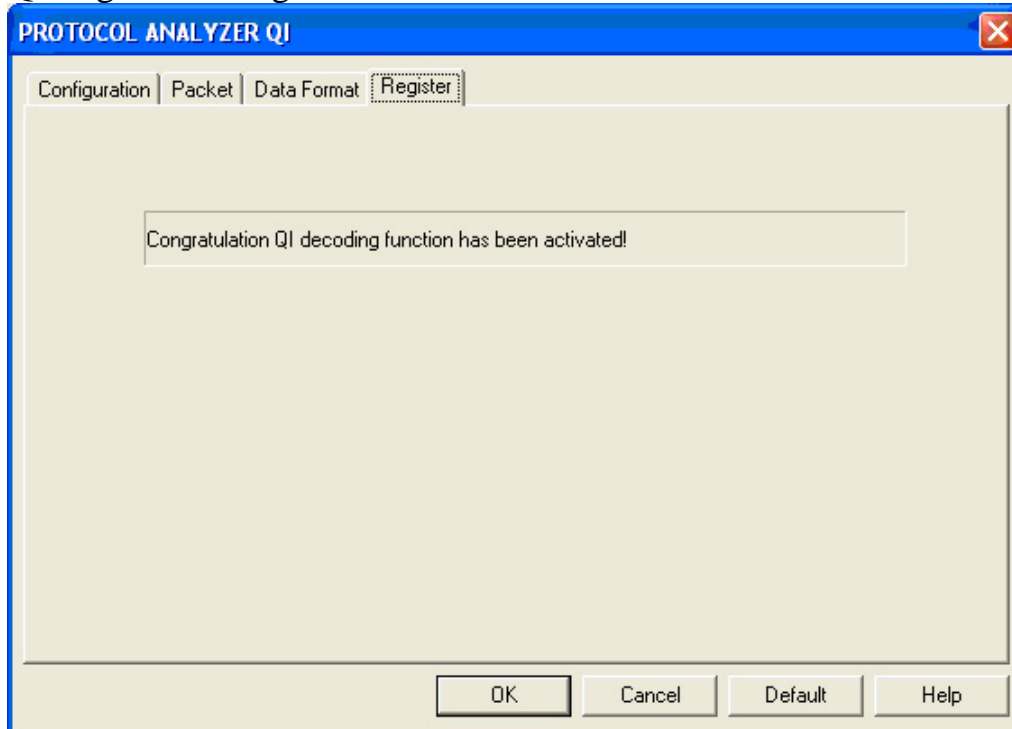 PROTOCOL ANALYZER QI
Configuration Packet Data Format Register
Congratulation QI decoding function has been activated!
OK Cancel Default Help